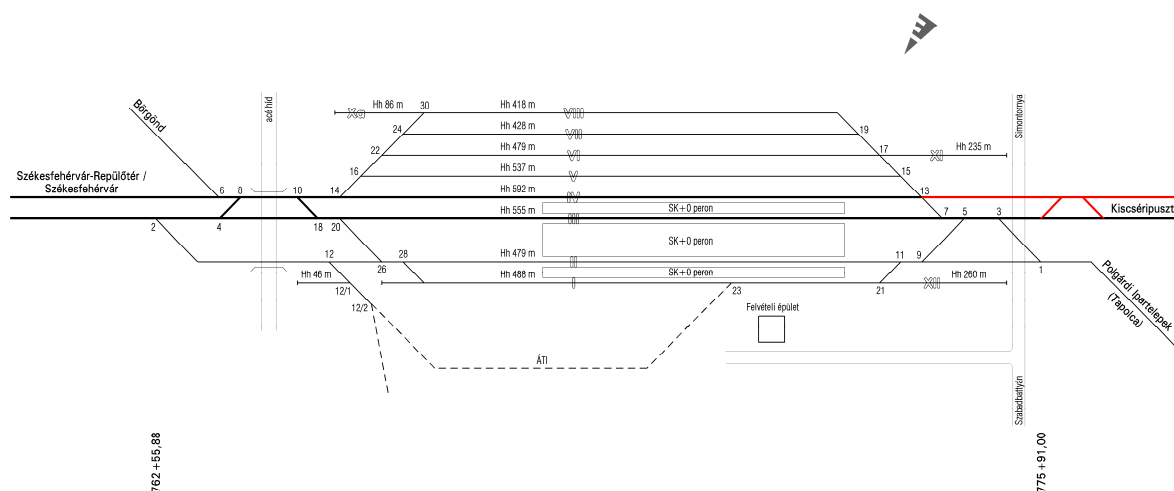 É
Börgönd
acél híd
Simontornya
Xa
Hh 86 m
30
Hh 418 m
VIII
24
Hh 428 m
VII
19
22
Hh 479 m
VI
17
XI
Hh 235 m
16
Hh 537 m
V
15
Székesfehérvár-Repülőtér /
Székesfehérvár
6
8
10
14
Hh 592 m
IV
13
SK+0 peron
2
4
18
20
Hh 555 m
III
7
5
3
Kiscséripuszt
SK+0 peron
12
26
28
Hh 479 m
II
11
9
1
SK+0 peron
Hh 46 m
12/1
Hh 488 m
I
23
21
XII
Hh 260 m
12/2
Felvételi épület
Polgárdi Ipartelepek
(Tapolca)
ÁTI
Szabadbattyán
762+55,88
775+91,00